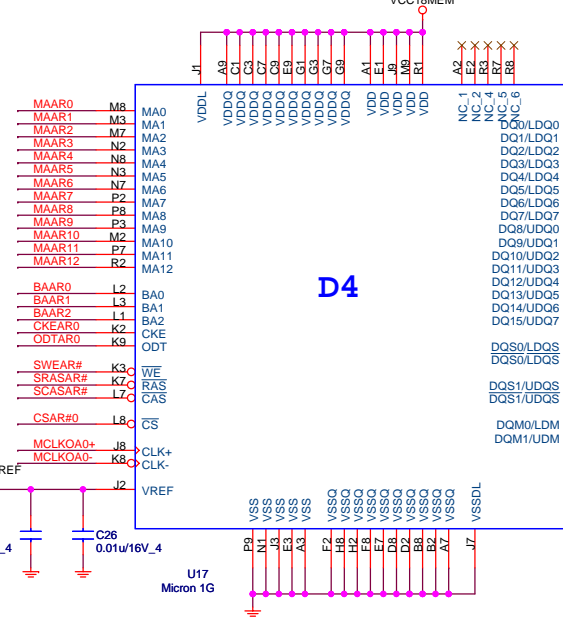 VCC18MEM
J1 A9 C1 C3 C7 C9 E9 G1 G3 G7 G9 A1 E1 J9 M9 R1 A2 E2 R3 R7 R8
VDDL VDDQ VDDQ VDDQ VDDQ VDDQ VDDQ VDDQ VDDQ VDDQ VDDQ VDD VDD VDD VDD VDD NC_1 NC_2 NC_4 NC_5 NC_6
MAAR0 M8 MA0 DQ0/LDQ0
MAAR1 M3 MA1 DQ1/LDQ1
MAAR2 M7 MA2 DQ2/LDQ2
MAAR3 N2 MA3 DQ3/LDQ3
MAAR4 N8 MA4 DQ4/LDQ4
MAAR5 N3 MA5 DQ5/LDQ5
MAAR6 N7 MA6 DQ6/LDQ6
MAAR7 P2 MA7 DQ7/LDQ7
MAAR8 P8 MA8 DQ8/UDQ0
MAAR9 P3 MA9 DQ9/UDQ1
MAAR10 M2 MA10 DQ10/UDQ2
MAAR11 P7 MA11 DQ11/UDQ3
MAAR12 R2 MA12 DQ12/UDQ4
D4
BAAR0 L2 BA0 DQ13/UDQ5
BAAR1 L3 BA1 DQ14/UDQ6
BAAR2 L1 BA2 DQ15/UDQ7
CKEAR0 K2 CKE
ODTAR0 K9 ODT DQS0/LDQS
DQS0/LDQS
SWEAR# K3 WE
SRASAR# K7 RAS DQS1/UDQS
SCASAR# L7 CAS DQS1/UDQS
CSAR#0 L8 CS DQM0/LDM
DQM1/UDM
MCLKOA0+ J8 CLK+
MCLKOA0- K8 CLK-
REF
J2 VREF
VSS VSS VSS VSS VSS VSSQ VSSQ VSSQ VSSQ VSSQ VSSQ VSSQ VSSQ VSSQ VSSQ VSSDL
P9 N1 J3 E3 A3 F2 H8 H2 F8 E7 D8 D2 B8 B2 A7 J7
C26
_4 0.01u/16V_4
U17
Micron 1G